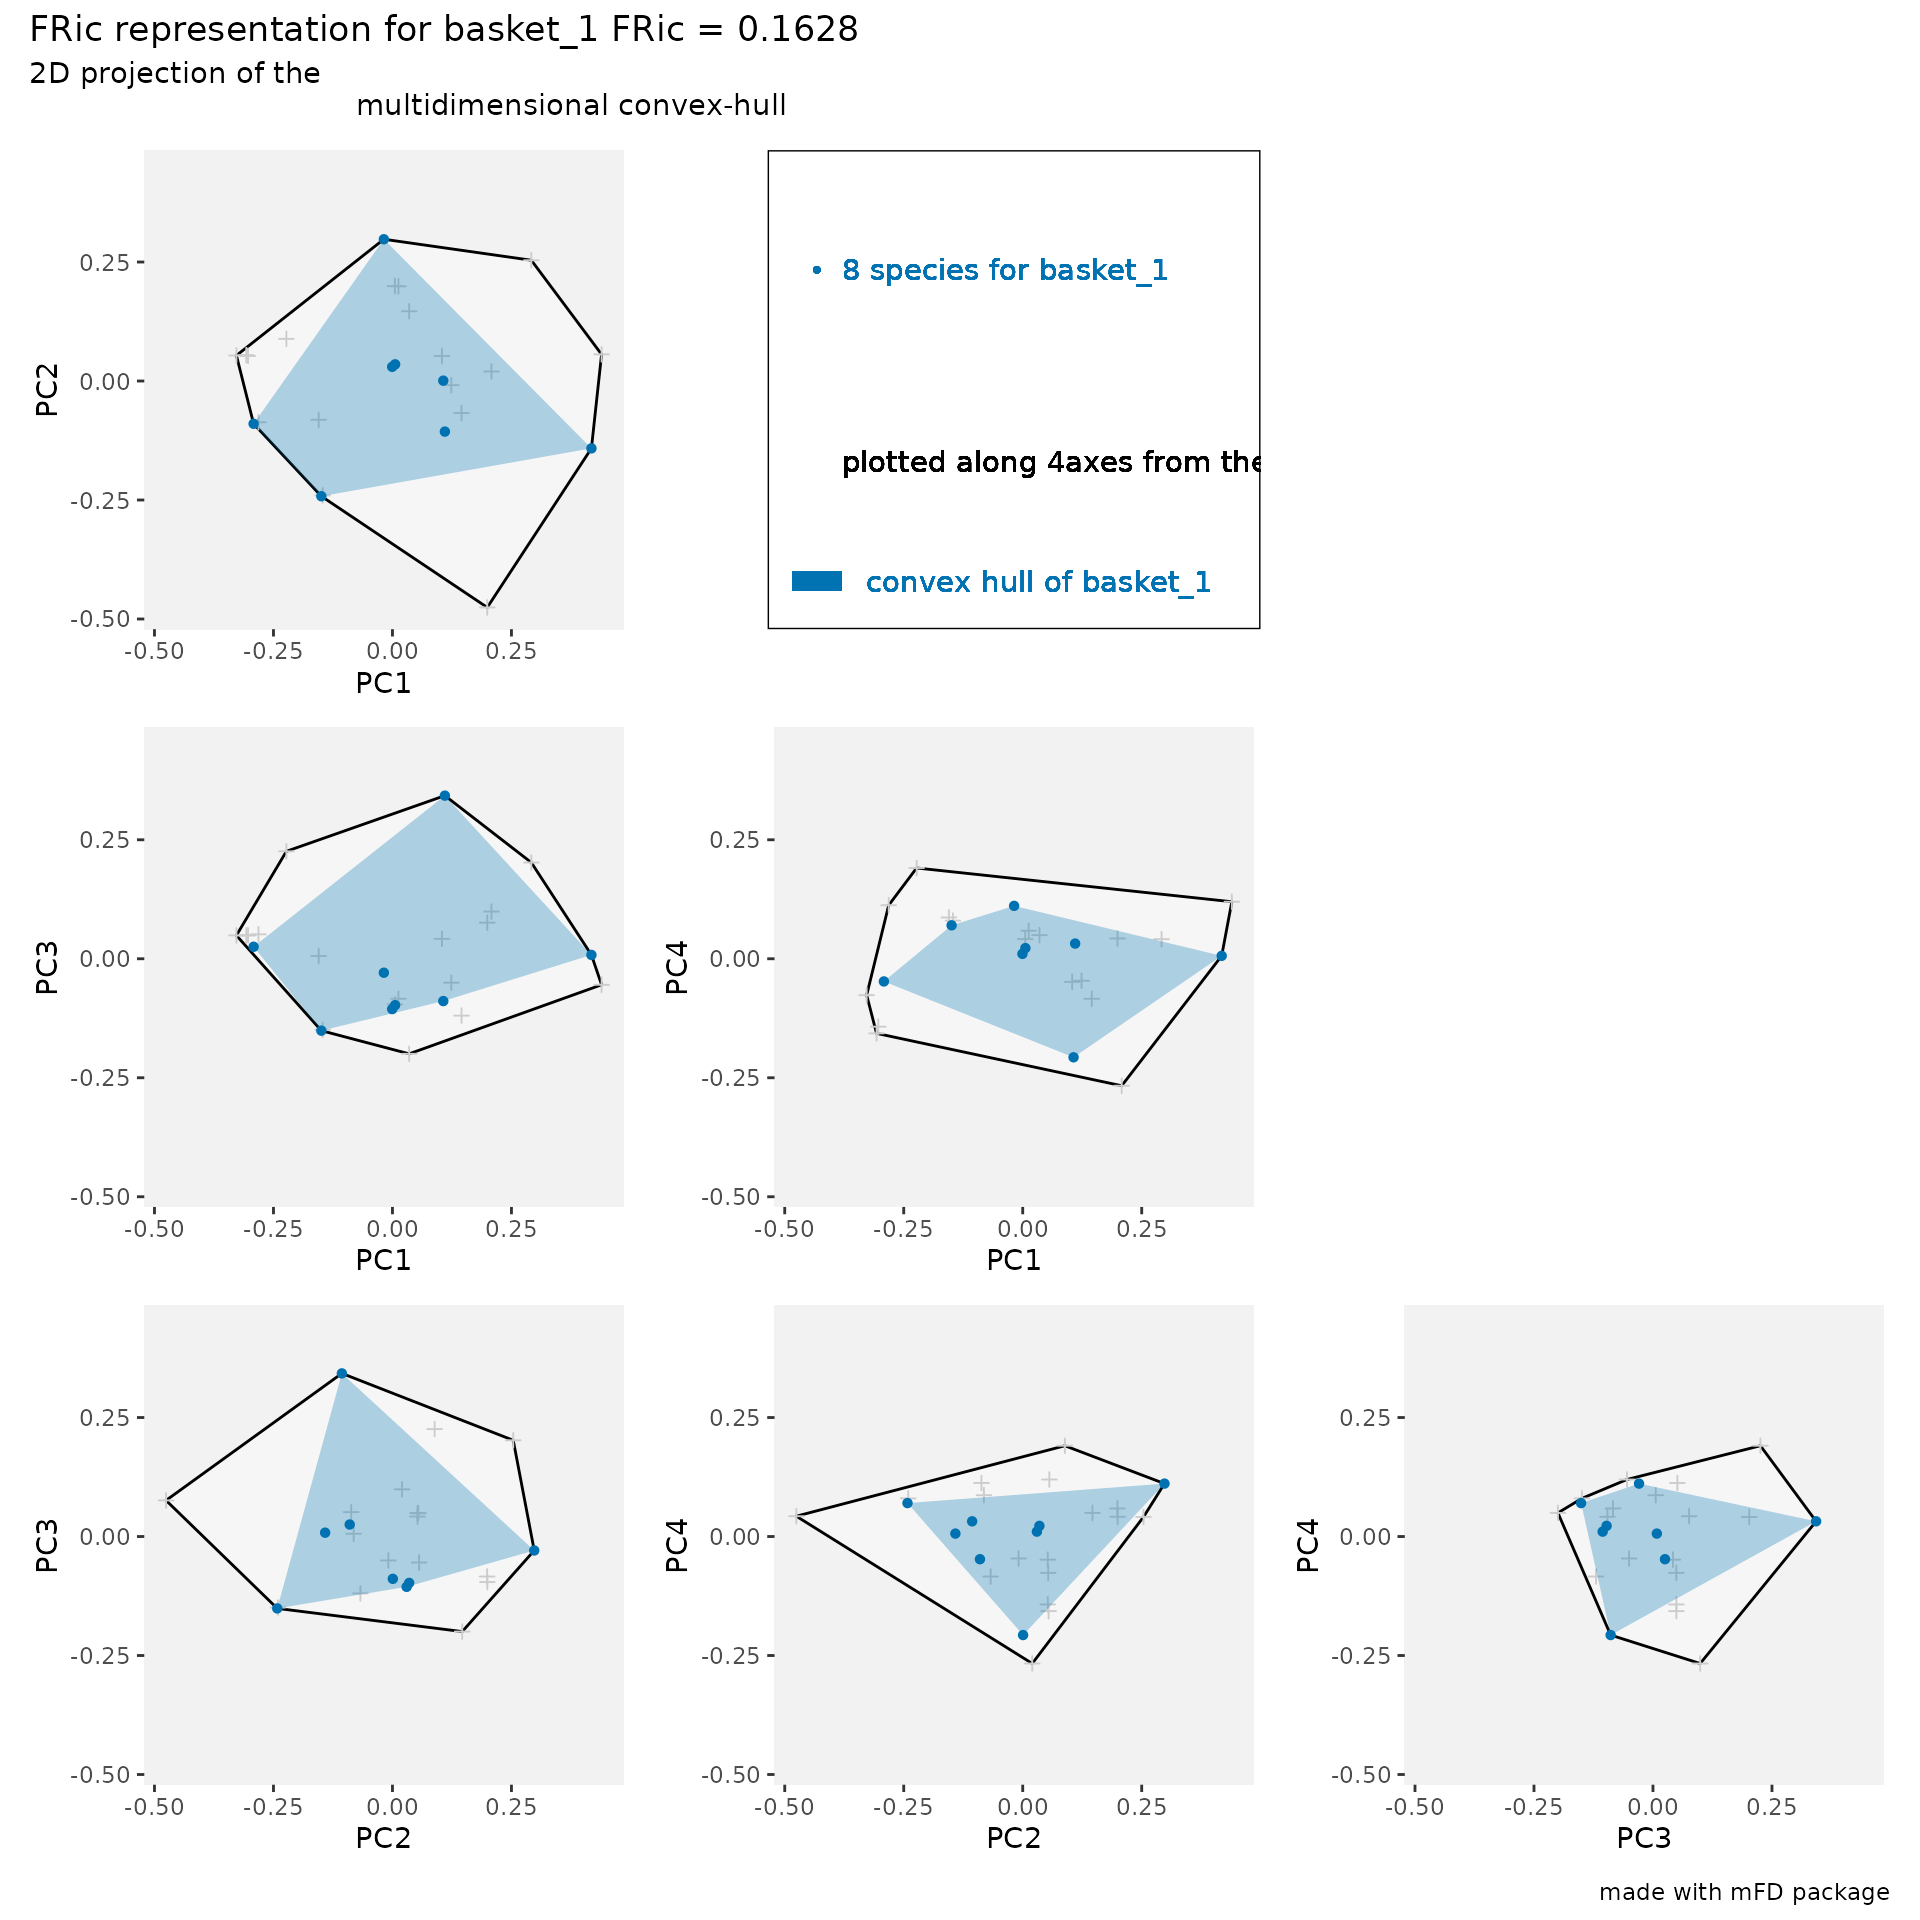 FRic representation for basket_1 FRic = 0.1628
2D projection of the
multidimensional convex-hull
PC2
0.25
0.00
-0.25
-0.50
-0.50 -0.25 0.00 0.25
PC1
8 species for basket_1
plotted along 4axes from the
convex hull of basket_1
PC3
0.25
0.00
-0.25
-0.50
-0.50 -0.25 0.00 0.25
PC1
PC4
0.25
0.00
-0.25
-0.50
-0.50 -0.25 0.00 0.25
PC1
PC3
0.25
0.00
-0.25
-0.50
-0.50 -0.25 0.00 0.25
PC2
PC4
0.25
0.00
-0.25
-0.50
-0.50 -0.25 0.00 0.25
PC2
PC4
0.25
0.00
-0.25
-0.50
-0.50 -0.25 0.00 0.25
PC3
made with mFD package